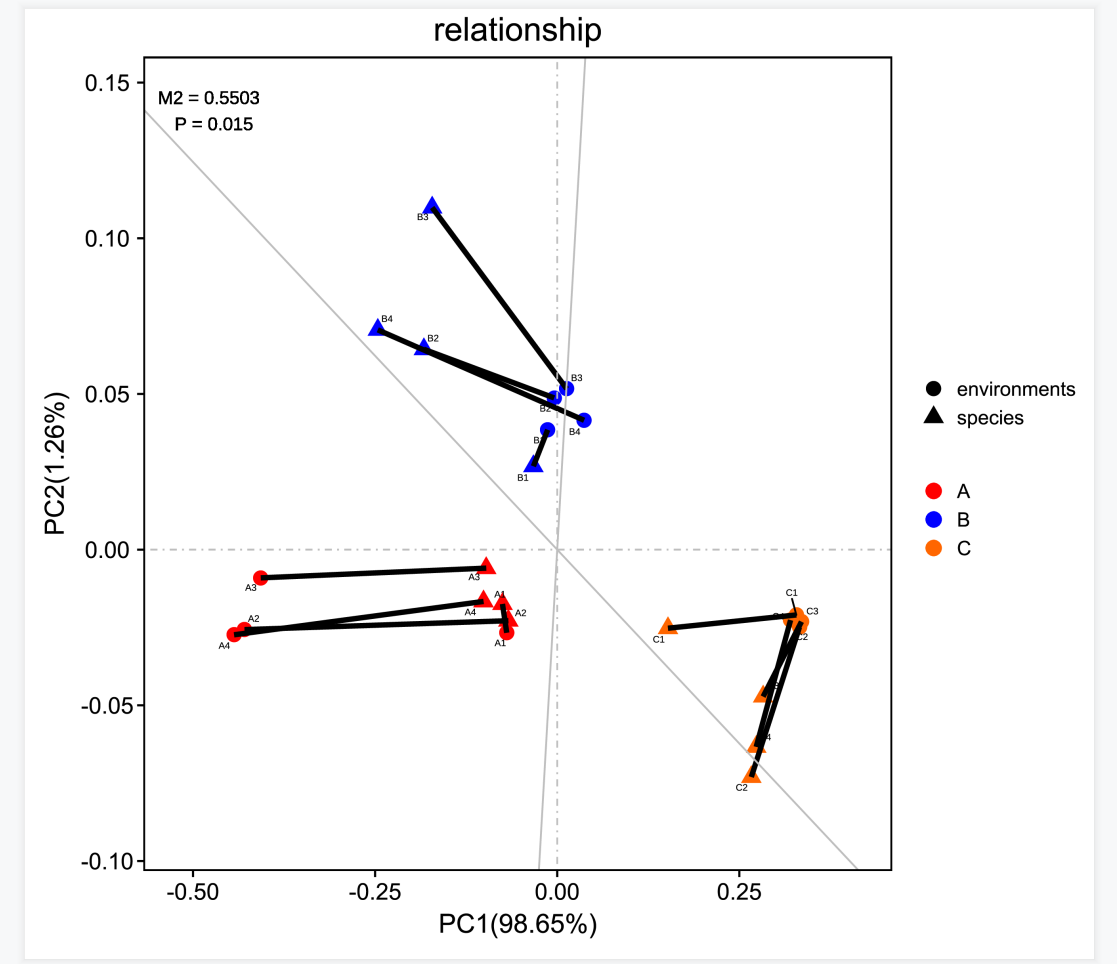 relationship
M2 = 0.5503
P = 0.015
0.15
0.10
0.05
0.00
-0.05
-0.10
PC2(1.26%)
B3
B4
B2
B3
B2
B4
B1
A3
A3
A1
A4
A2
A2
A4
A1
C1
C3
C2
C1
C2
-0.50
-0.25
0.00
0.25
PC1(98.65%)
environments
species
A
B
C